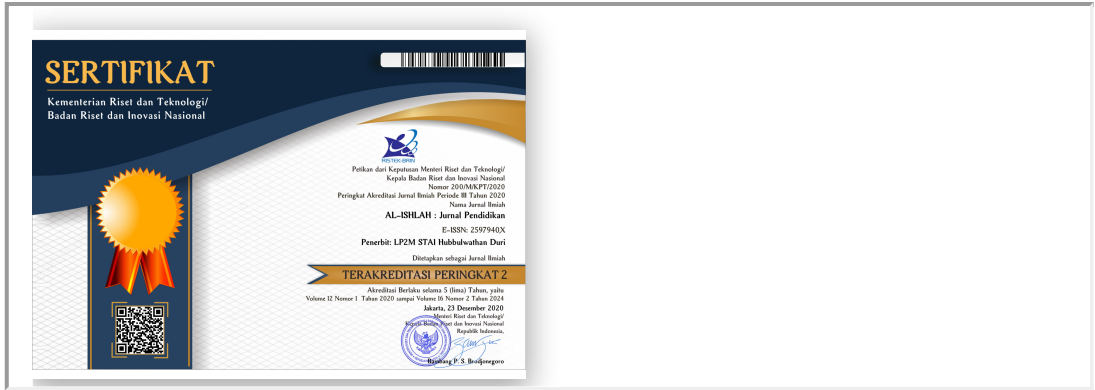 SERTIFIKAT
Kementerian Riset dan Teknologi/
Badan Riset dan Inovasi Nasional
RISTEK-BRIN
Petikan dari Keputusan Menteri Riset dan Teknologi/
Kepala Badan Riset dan Inovasi Nasional
Nomor 200/M/KPT/2020
Peringkat Akreditasi Jurnal Ilmiah Periode III Tahun 2020
Nama Jurnal Ilmiah
AL-ISHLAH : Jurnal Pendidikan
E-ISSN: 2597940X
Penerbit: LP2M STAI Hubbulwathan Duri
Ditetapkan sebagai Jurnal Ilmiah
TERAKREDITASI PERINGKAT 2
Akreditasi Berlaku selama 5 (lima) Tahun, yaitu
Volume 12 Nomor 1 Tahun 2020 sampai Volume 16 Nomor 2 Tahun 2024
Jakarta, 23 Desember 2020
Menteri Riset dan Teknologi/
Kepala Badan Riset dan Inovasi Nasional
Republik Indonesia,
Bambang P. S. Brodjonegoro